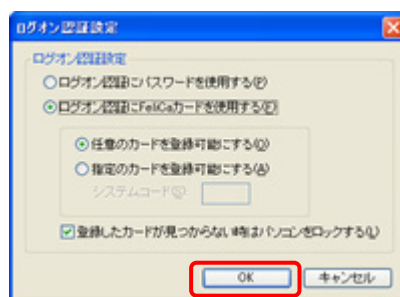 ログオン認証設定
ログオン認証設定
ログオン認証にパスワードを使用する(P)
ログオン認証にFeliCaカードを使用する(F)
任意のカードを登録可能にする(O)
指定のカードを登録可能にする(A)
システムコード(S)
登録したカードが見つからない時はパソコンをロックする(L)
OK
キャンセル